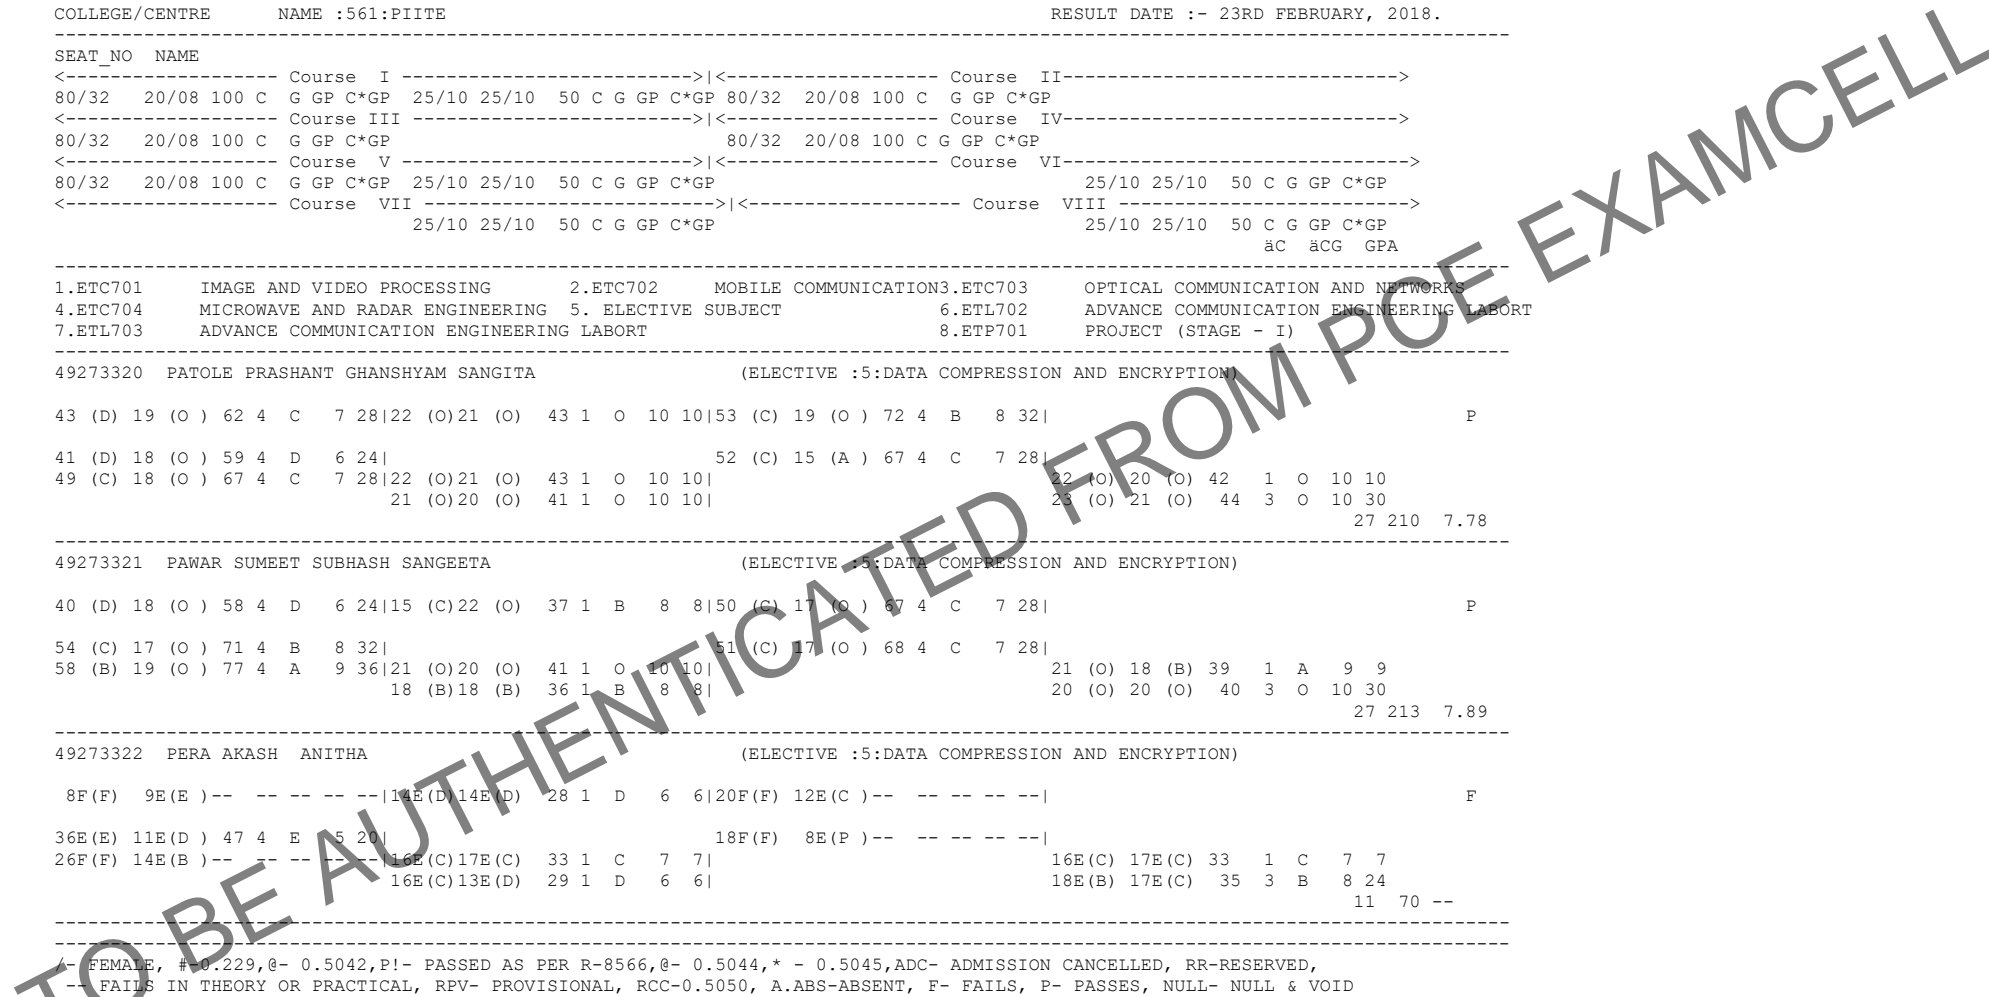 COLLEGE/CENTRE NAME :561:PIITE RESULT DATE :- 23RD FEBRUARY, 2018.
SEAT_NO NAME
<------------------- Course I -------------------------->|<------------------- Course II------------------------------>
80/32 20/08 100 C G GP C*GP 25/10 25/10 50 C G GP C*GP 80/32 20/08 100 C G GP C*GP
<------------------- Course III -------------------------->|<------------------- Course IV------------------------------>
80/32 20/08 100 C G GP C*GP 80/32 20/08 100 C G GP C*GP
<------------------- Course V -------------------------->|<------------------- Course VI------------------------------->
80/32 20/08 100 C G GP C*GP 25/10 25/10 50 C G GP C*GP 25/10 25/10 50 C G GP C*GP
<------------------- Course VII -------------------------->|<------------------- Course VIII -------------------------->
25/10 25/10 50 C G GP C*GP 25/10 25/10 50 C G GP C*GP
äC äCG GPA
1.ETC701 IMAGE AND VIDEO PROCESSING 2.ETC702 MOBILE COMMUNICATION3.ETC703 OPTICAL COMMUNICATION AND NETWORKS
4.ETC704 MICROWAVE AND RADAR ENGINEERING 5. ELECTIVE SUBJECT 6.ETL702 ADVANCE COMMUNICATION ENGINEERING LABORT
7.ETL703 ADVANCE COMMUNICATION ENGINEERING LABORT 8.ETP701 PROJECT (STAGE - I)
49273320 PATOLE PRASHANT GHANSHYAM SANGITA (ELECTIVE :5:DATA COMPRESSION AND ENCRYPTION)
43 (D) 19 (O ) 62 4 C 7 28|22 (O)21 (O) 43 1 O 10 10|53 (C) 19 (O ) 72 4 B 8 32| P
41 (D) 18 (O ) 59 4 D 6 24| 52 (C) 15 (A ) 67 4 C 7 28|
49 (C) 18 (O ) 67 4 C 7 28|22 (O)21 (O) 43 1 O 10 10| 22 (O) 20 (O) 42 1 O 10 10
21 (O)20 (O) 41 1 O 10 10| 23 (O) 21 (O) 44 3 O 10 30
27 210 7.78
49273321 PAWAR SUMEET SUBHASH SANGEETA (ELECTIVE :5:DATA COMPRESSION AND ENCRYPTION)
40 (D) 18 (O ) 58 4 D 6 24|15 (C)22 (O) 37 1 B 8 8|50 (C) 17 (O ) 67 4 C 7 28| P
54 (C) 17 (O ) 71 4 B 8 32| 51 (C) 17 (O ) 68 4 C 7 28|
58 (B) 19 (O ) 77 4 A 9 36|21 (O)20 (O) 41 1 O 10 10| 21 (O) 18 (B) 39 1 A 9 9
18 (B)18 (B) 36 1 B 8 8| 20 (O) 20 (O) 40 3 O 10 30
27 213 7.89
49273322 PERA AKASH ANITHA (ELECTIVE :5:DATA COMPRESSION AND ENCRYPTION)
8F(F) 9E(E )-- -- -- -- --|14E(D)14E(D) 28 1 D 6 6|20F(F) 12E(C )-- -- -- -- --| F
36E(E) 11E(D ) 47 4 E 5 20| 18F(F) 8E(P )-- -- -- -- --|
26F(F) 14E(B )-- -- -- -- --|16E(C)17E(C) 33 1 C 7 7| 16E(C) 17E(C) 33 1 C 7 7
16E(C)13E(D) 29 1 D 6 6| 18E(B) 17E(C) 35 3 B 8 24
11 70 --
/- FEMALE, #-0.229,@- 0.5042,P!- PASSED AS PER R-8566,@- 0.5044,* - 0.5045,ADC- ADMISSION CANCELLED, RR-RESERVED,
-- FAILS IN THEORY OR PRACTICAL, RPV- PROVISIONAL, RCC-0.5050, A.ABS-ABSENT, F- FAILS, P- PASSES, NULL- NULL & VOID
TO BE AUTHENTICATED FROM PCE EXAMCELL